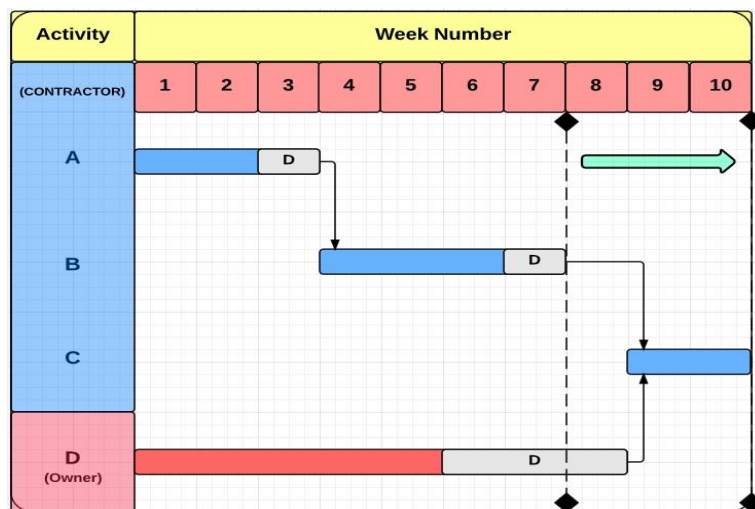 Activity
Week Number
(CONTRACTOR)
1 2 3 4 5 6 7 8 9 10
A
D
B
D
C
D
(Owner)
D